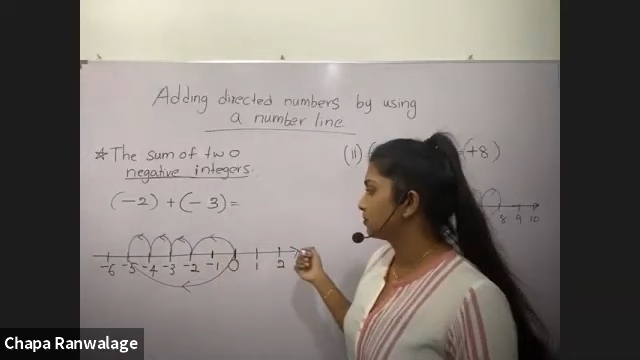 Adding directed numbers by using
a number line
☆ The sum of two
negative integers.
(-2) + (-3) =
-6 -5 -4 -3 -2 -1 0 1 2
(ii) (+8)
8 9 10
Chapa Ranwalage